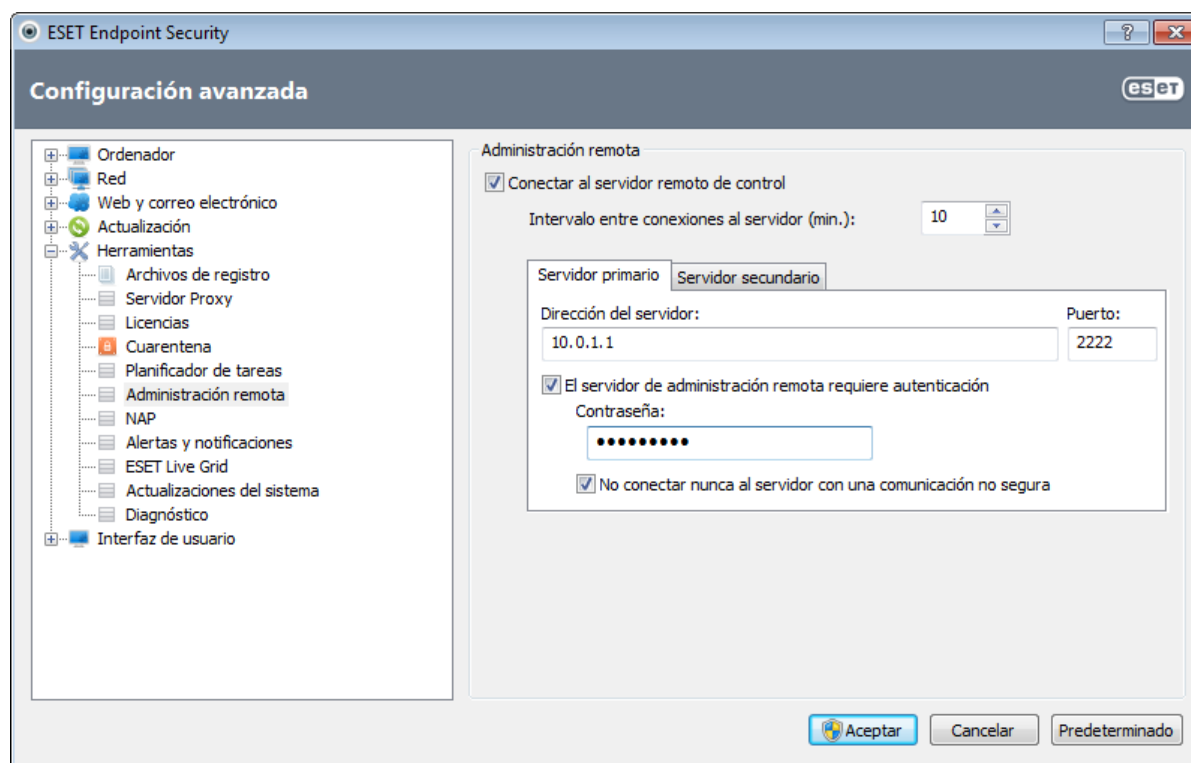 ESET Endpoint Security
?
Configuración avanzada
eset
Ordenador
Red
Web y correo electrónico
Actualización
Herramientas
Archivos de registro
Servidor Proxy
Licencias
Cuarentena
Planificador de tareas
Administración remota
NAP
Alertas y notificaciones
ESET Live Grid
Actualizaciones del sistema
Diagnóstico
Interfaz de usuario
Administración remota
Conectar al servidor remoto de control
Intervalo entre conexiones al servidor (min.): 10
Servidor primario Servidor secundario
Dirección del servidor: Puerto:
10.0.1.1 2222
El servidor de administración remota requiere autenticación
Contraseña:
●●●●●●●●●
No conectar nunca al servidor con una comunicación no segura
Aceptar Cancelar Predeterminado